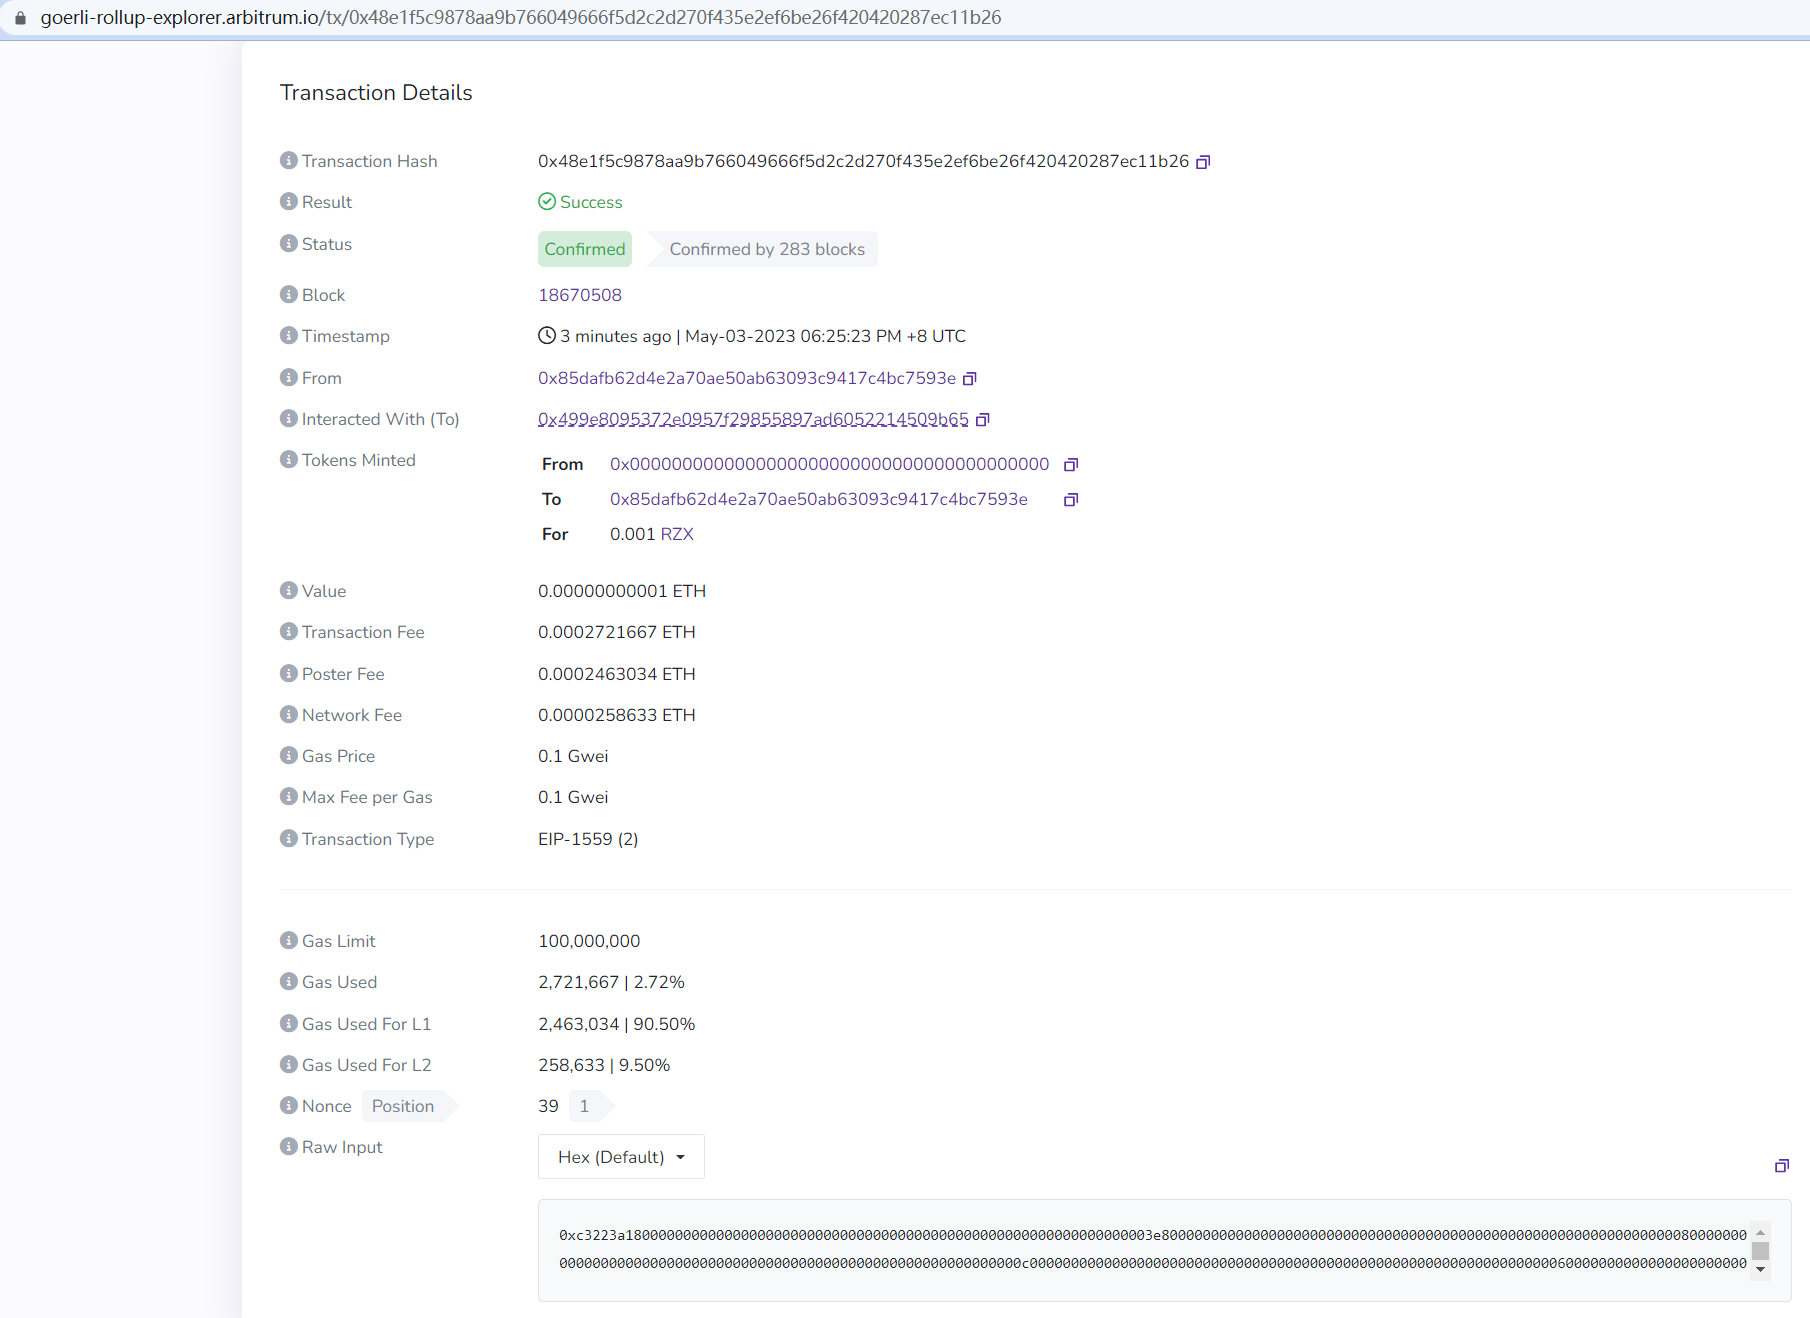 goerli-rollup-explorer.arbitrum.io/tx/0x48e1f5c9878aa9b766049666f5d2c2d270f435e2ef6be26f420420287ec11b26
Transaction Details
Transaction Hash 0x48e1f5c9878aa9b766049666f5d2c2d270f435e2ef6be26f420420287ec11b26
Result Success
Status Confirmed Confirmed by 283 blocks
Block 18670508
Timestamp 3 minutes ago | May-03-2023 06:25:23 PM +8 UTC
From 0x85dafb62d4e2a70ae50ab63093c9417c4bc7593e
Interacted With (To) 0x499e8095372e0957f29855897ad6052214509b65
Tokens Minted From 0x0000000000000000000000000000000000000000
To 0x85dafb62d4e2a70ae50ab63093c9417c4bc7593e
For 0.001 RZX
Value 0.00000000001 ETH
Transaction Fee 0.0002721667 ETH
Poster Fee 0.0002463034 ETH
Network Fee 0.0000258633 ETH
Gas Price 0.1 Gwei
Max Fee per Gas 0.1 Gwei
Transaction Type EIP-1559 (2)
Gas Limit 100,000,000
Gas Used 2,721,667 | 2.72%
Gas Used For L1 2,463,034 | 90.50%
Gas Used For L2 258,633 | 9.50%
Nonce Position 39 1
Raw Input Hex (Default)